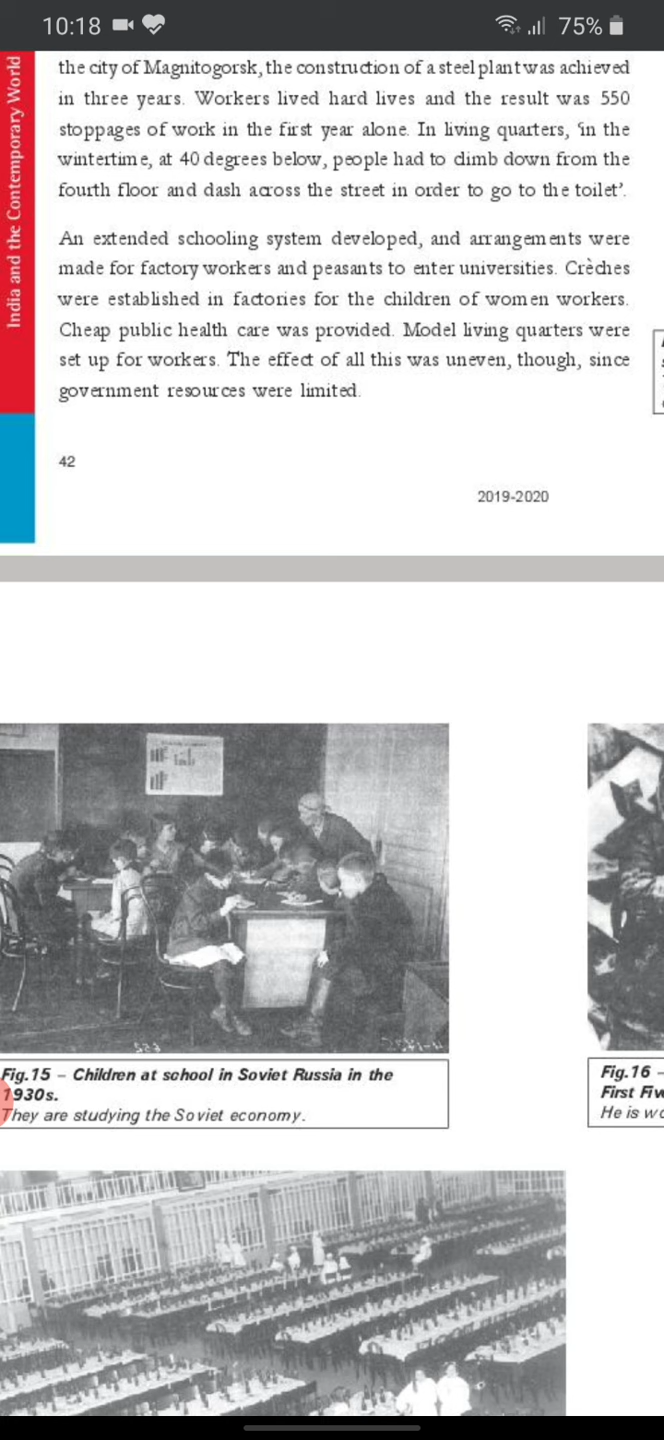 10:18
75%
India and the Contemporary World
the city of Magnitogorsk, the construction of a steel plant was achieved
in three years. Workers lived hard lives and the result was 550
stoppages of work in the first year alone. In living quarters, ‘in the
wintertime, at 40 degrees below, people had to climb down from the
fourth floor and dash across the street in order to go to the toilet’.
An extended schooling system developed, and arrangements were
made for factory workers and peasants to enter universities. Crèches
were established in factories for the children of women workers.
Cheap public health care was provided. Model living quarters were
set up for workers. The effect of all this was uneven, though, since
government resources were limited.
42
2019-2020
Fig.15 – Children at school in Soviet Russia in the
1930s.
They are studying the Soviet economy.
Fig.16 –
First Fiv
He is wo